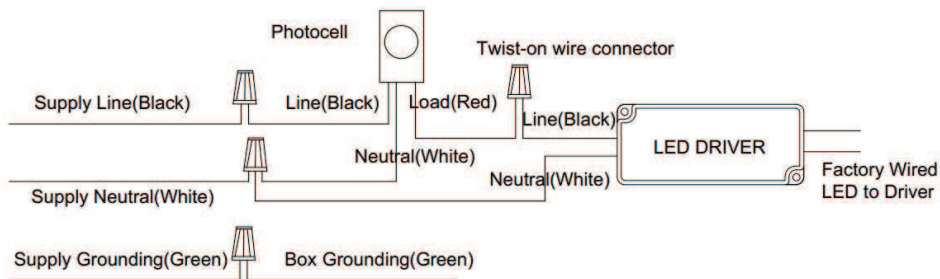 Photocell
Twist-on wire connector
Supply Line(Black)
Line(Black)
Load(Red)
Line(Black)
LED DRIVER
Neutral(White)
Neutral(White)
Factory Wired
LED to Driver
Supply Neutral(White)
Supply Grounding(Green)
Box Grounding(Green)